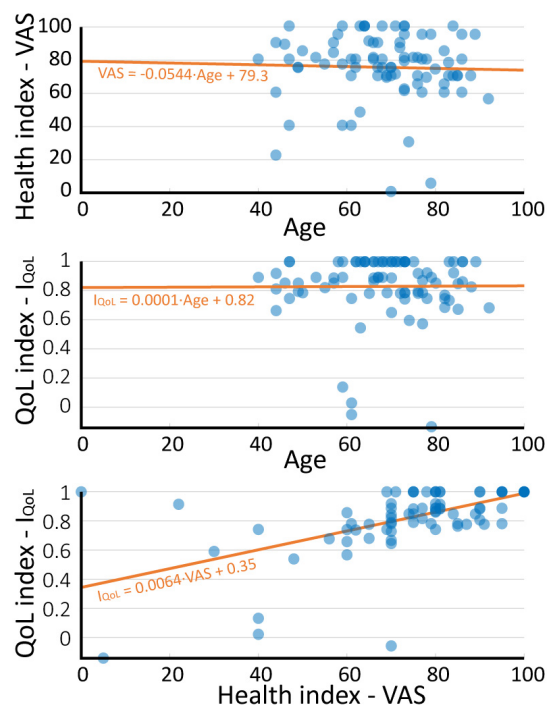 Health index - VAS
100
80
60
40
20
0
VAS = -0.0544·Age + 79.3
0 20 40 60 80 100
Age
QoL index - IQoL
1
0.8
0.6
0.4
0.2
0
IQoL = 0.0001·Age + 0.82
0 20 40 60 80 100
Age
QoL index - IQoL
1
0.8
0.6
0.4
0.2
0
IQoL = 0.0064·VAS + 0.35
0 20 40 60 80 100
Health index - VAS